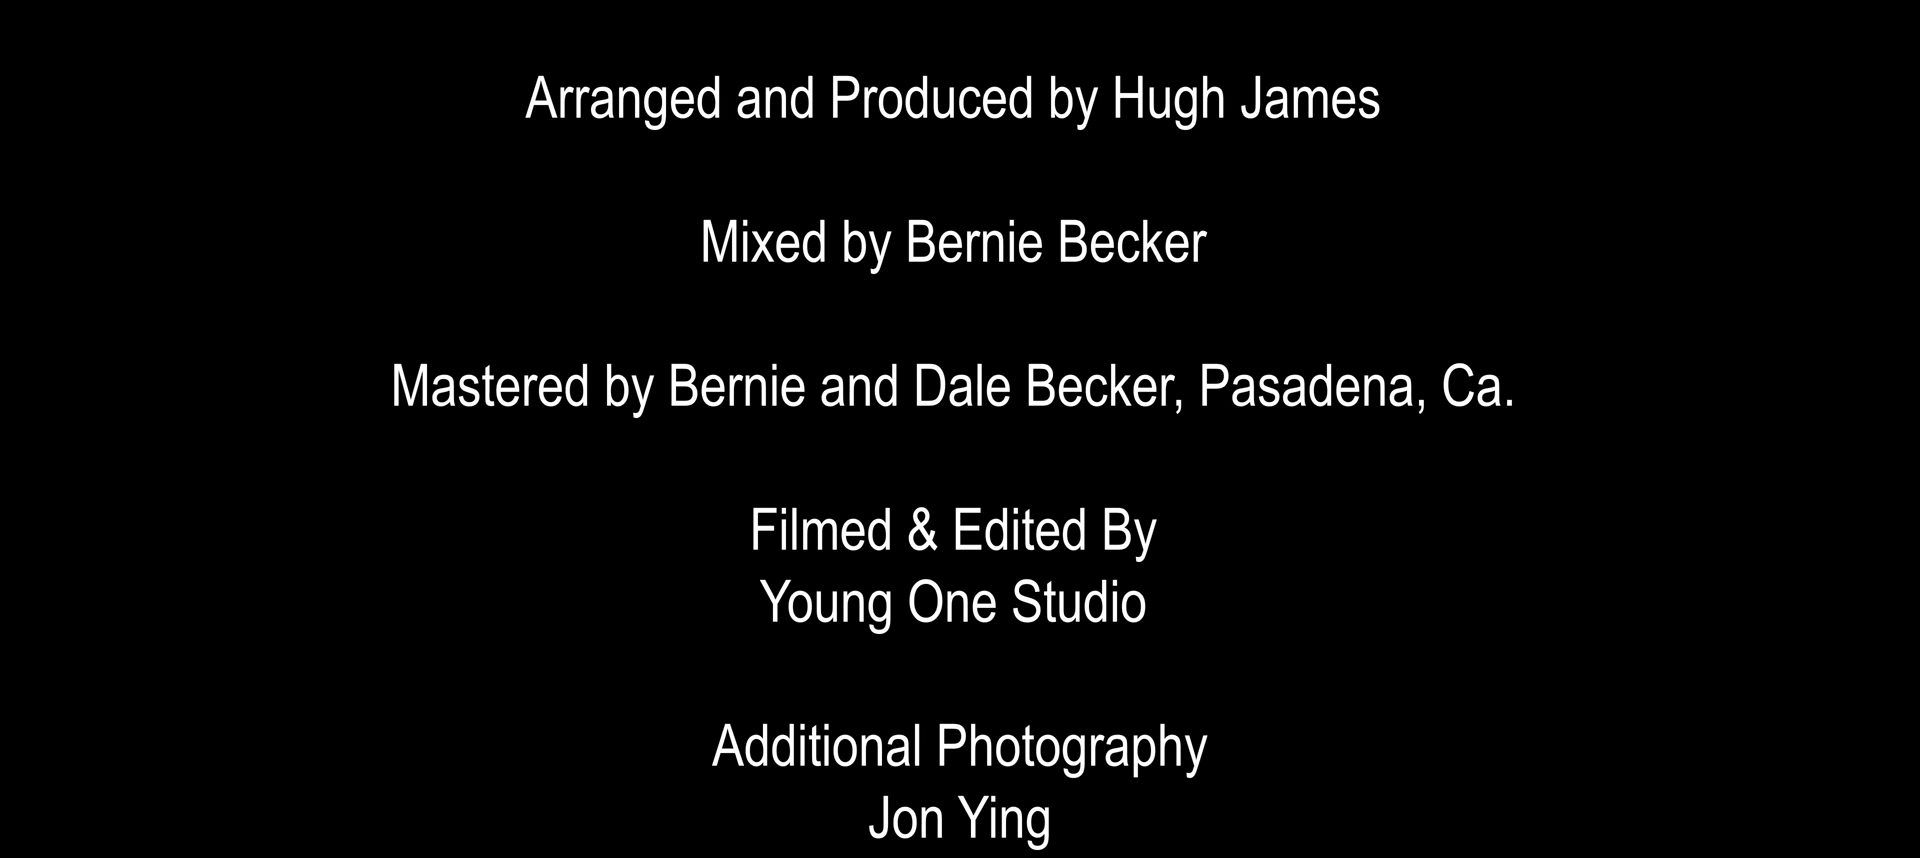 Arranged and Produced by Hugh James
Mixed by Bernie Becker
Mastered by Bernie and Dale Becker, Pasadena, Ca.
Filmed & Edited By
Young One Studio
Additional Photography
Jon Ying